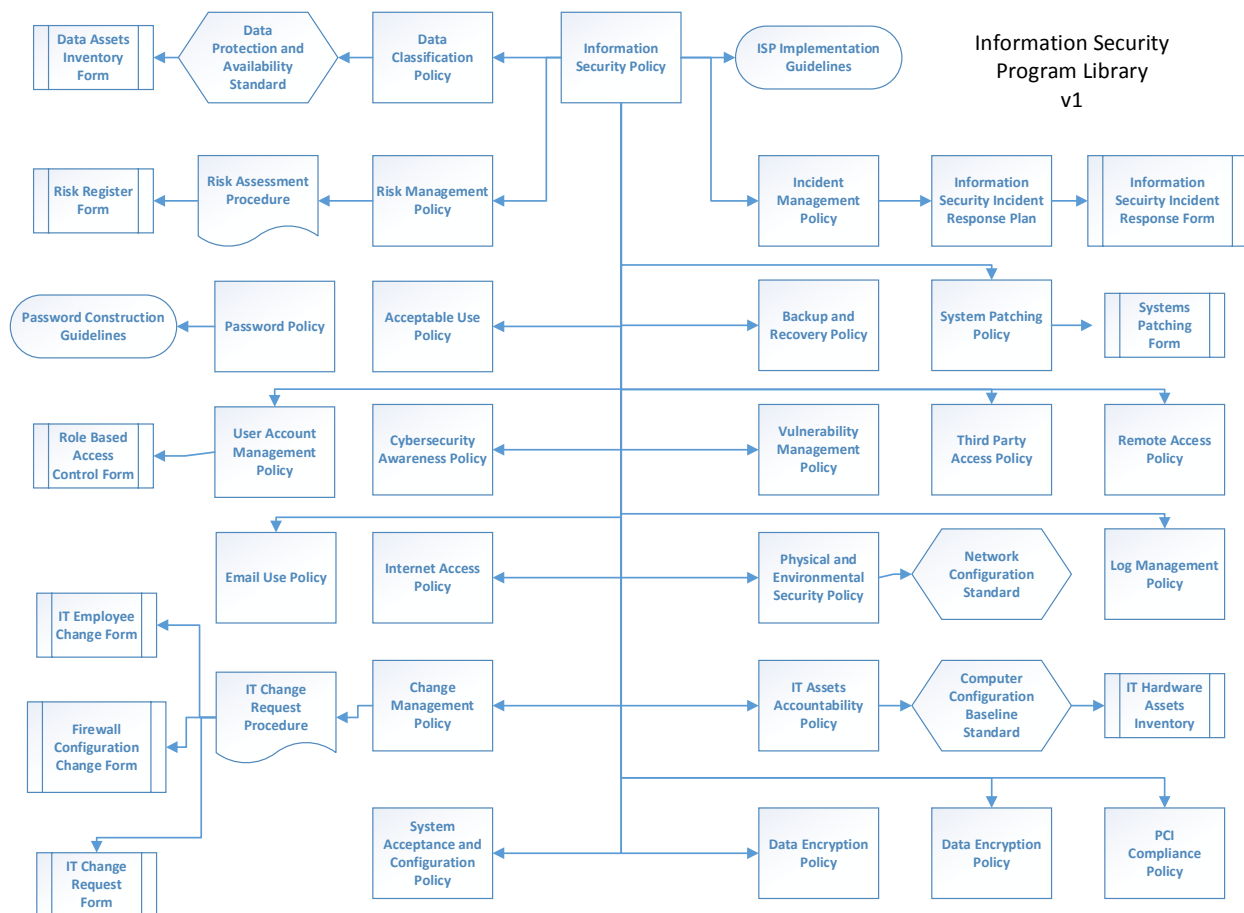 Information Security
Program Library
v1
Data Assets
Inventory
Form
Data
Protection and
Availability
Standard
Data
Classification
Policy
Information
Security Policy
ISP Implementation
Guidelines
Risk Register
Form
Risk Assessment
Procedure
Risk Management
Policy
Incident
Management
Policy
Information
Security Incident
Response Plan
Information
Secuirty Incident
Response Form
Password Construction
Guidelines
Password Policy
Acceptable Use
Policy
Backup and
Recovery Policy
System Patching
Policy
Systems
Patching
Form
Role Based
Access
Control Form
User Account
Management
Policy
Cybersecurity
Awareness Policy
Vulnerability
Management
Policy
Third Party
Access Policy
Remote Access
Policy
Email Use Policy
Internet Access
Policy
Physical and
Environmental
Security Policy
Network
Configuration
Standard
Log Management
Policy
IT Employee
Change Form
Firewall
Configuration
Change Form
IT Change
Request
Procedure
Change
Management
Policy
IT Assets
Accountability
Policy
Computer
Configuration
Baseline
Standard
IT Hardware
Assets
Inventory
IT Change
Request
Form
System
Acceptance and
Configuration
Policy
Data Encryption
Policy
Data Encryption
Policy
PCI
Compliance
Policy